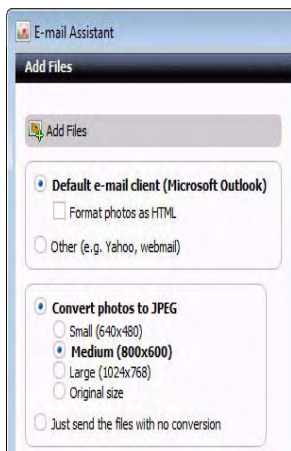 E-mail Assistant
Add Files
Add Files
Default e-mail client (Microsoft Outlook)
Format photos as HTML
Other (e.g. Yahoo, webmail)
Convert photos to JPEG
Small (640x480)
Medium (800x600)
Large (1024x768)
Original size
Just send the files with no conversion